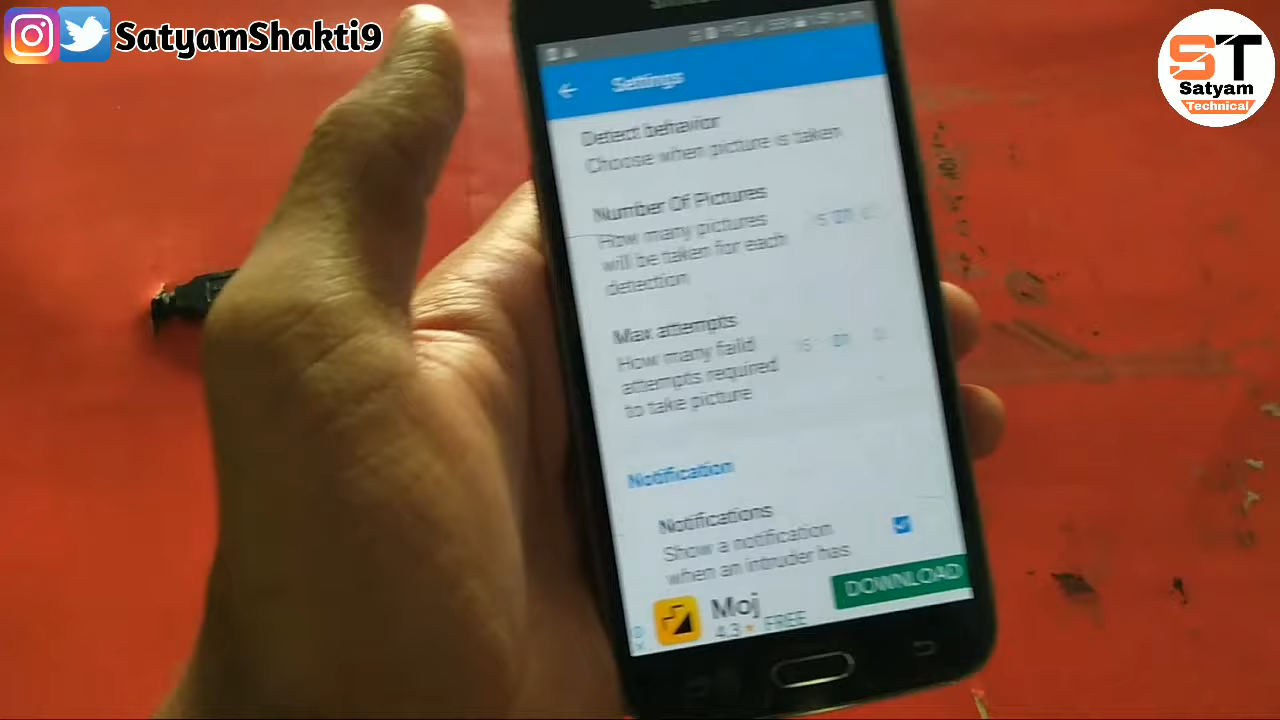 SatyamShakti9
ST
Satyam
Technical
Settings
Detect behavior
Choose when picture is taken
Number Of Pictures
How many pictures
will be taken for each
detection
Max attempts
How many faild
attempts required
to take picture
Notification
Notifications
Show a notification
when an intruder has
DOWNLOAD
Moj
4.3 FREE